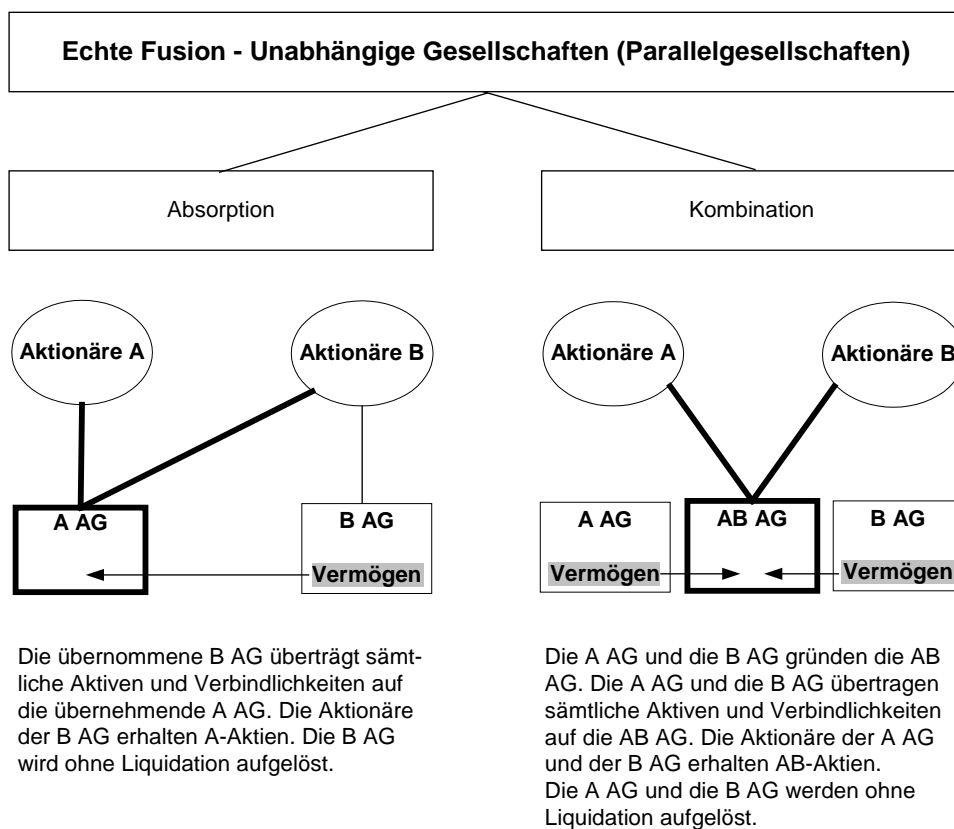 Echte Fusion - Unabhängige Gesellschaften (Parallelgesellschaften)
Absorption
Kombination
Aktionäre A
Aktionäre B
A AG
B AG
Vermögen
Die übernommene B AG überträgt sämt-
liche Aktiven und Verbindlichkeiten auf
die übernehmende A AG. Die Aktionäre
der B AG erhalten A-Aktien. Die B AG
wird ohne Liquidation aufgelöst.
Aktionäre A
Aktionäre B
A AG
AB AG
B AG
Vermögen
Vermögen
Die A AG und die B AG gründen die AB
AG. Die A AG und die B AG übertragen
sämtliche Aktiven und Verbindlichkeiten
auf die AB AG. Die Aktionäre der A AG
und der B AG erhalten AB-Aktien.
Die A AG und die B AG werden ohne
Liquidation aufgelöst.